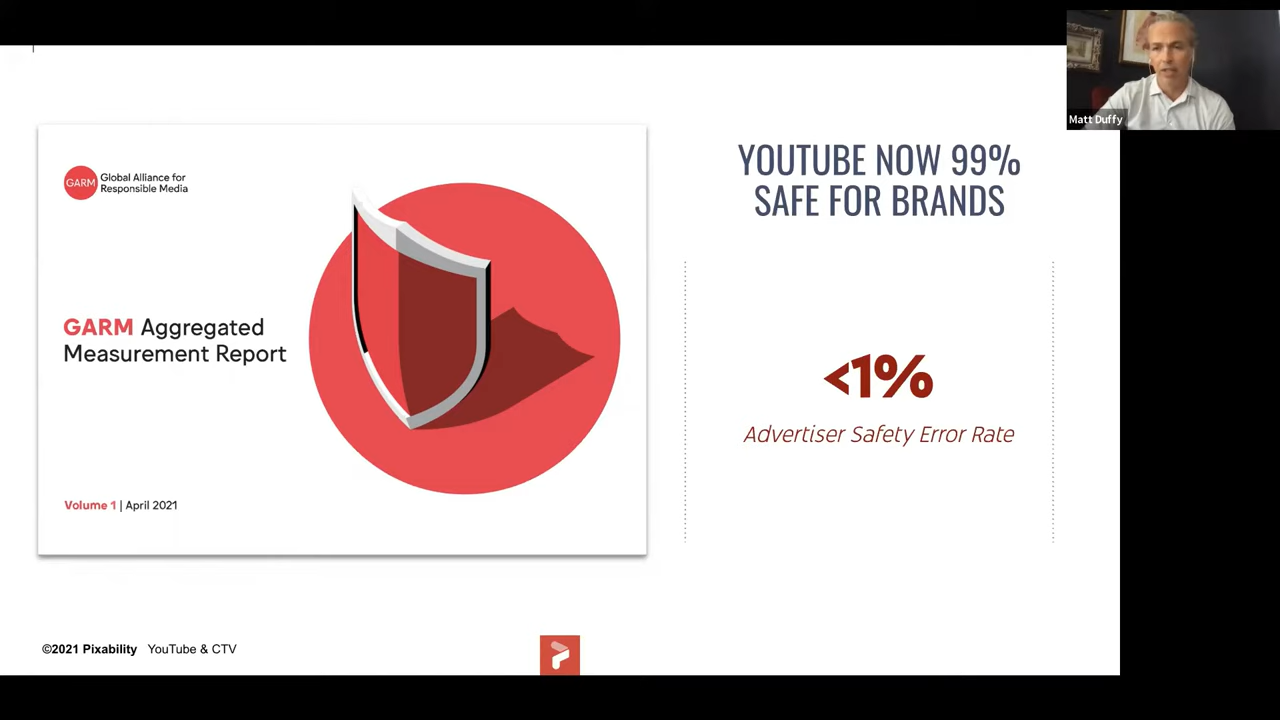 Matt Duffy
GARM
Global Alliance for
Responsible Media
GARM Aggregated
Measurement Report
Volume 1 | April 2021
YOUTUBE NOW 99%
SAFE FOR BRANDS
<1%
Advertiser Safety Error Rate
©2021 Pixability YouTube & CTV